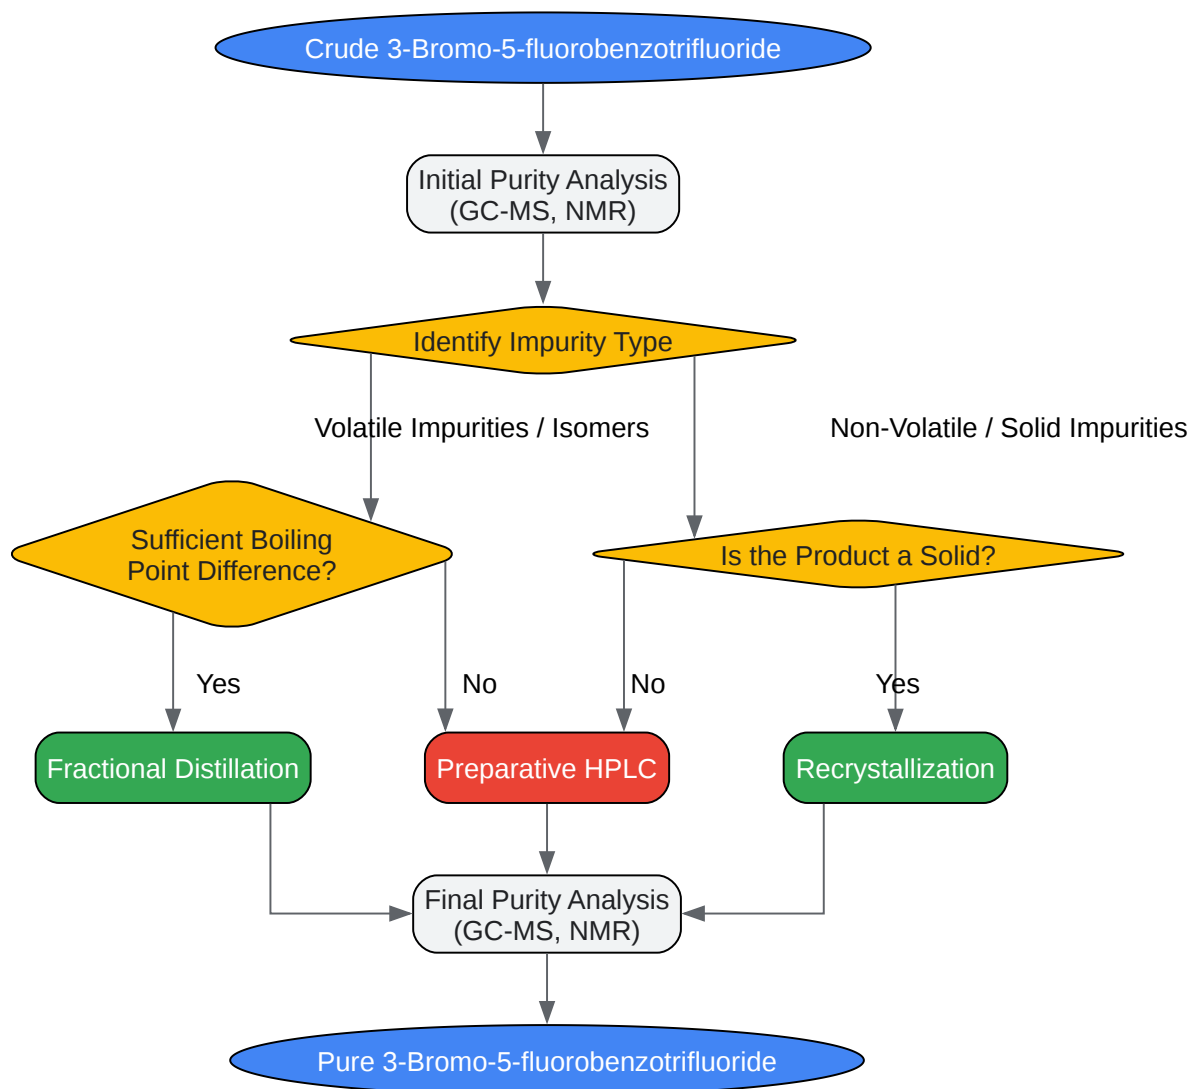 Crude 3-Bromo-5-fluorobenzotrifluoride
Initial Purity Analysis
(GC-MS, NMR)
Identify Impurity Type
Volatile Impurities / Isomers
Non-Volatile / Solid Impurities
Sufficient Boiling
Point Difference?
Is the Product a Solid?
Yes
No
No
Yes
Fractional Distillation
Preparative HPLC
Recrystallization
Final Purity Analysis
(GC-MS, NMR)
Pure 3-Bromo-5-fluorobenzotrifluoride